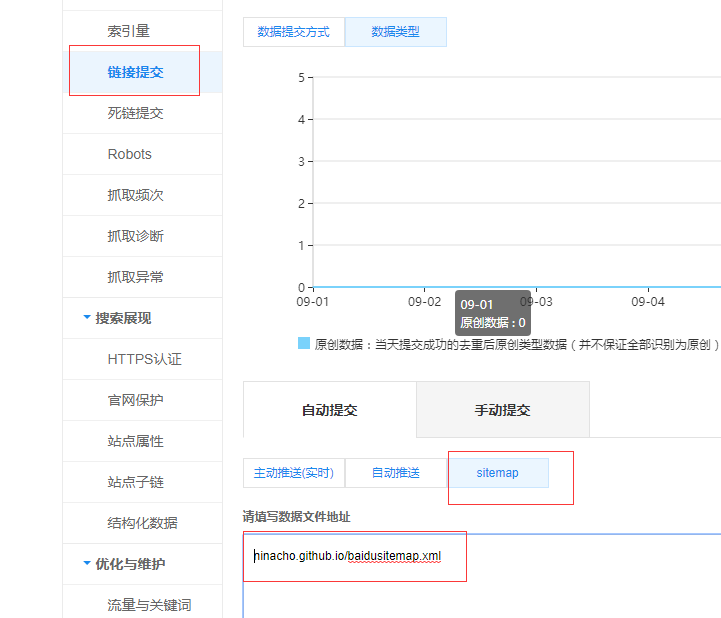 索引量
链接提交
死链提交
Robots
抓取频次
抓取诊断
抓取异常
搜索展现
HTTPS认证
官网保护
站点属性
站点子链
结构化数据
优化与维护
流量与关键词
数据提交方式 数据类型
5
4
3
2
1
0
09-01 09-02 09-03 09-04
09-01
原创数据 : 0
原创数据：当天提交成功的去重后原创类型数据（并不保证全部识别为原创）
自动提交 手动提交
主动推送(实时) 自动推送 sitemap
请填写数据文件地址
hinacho.github.io/baidusitemap.xml